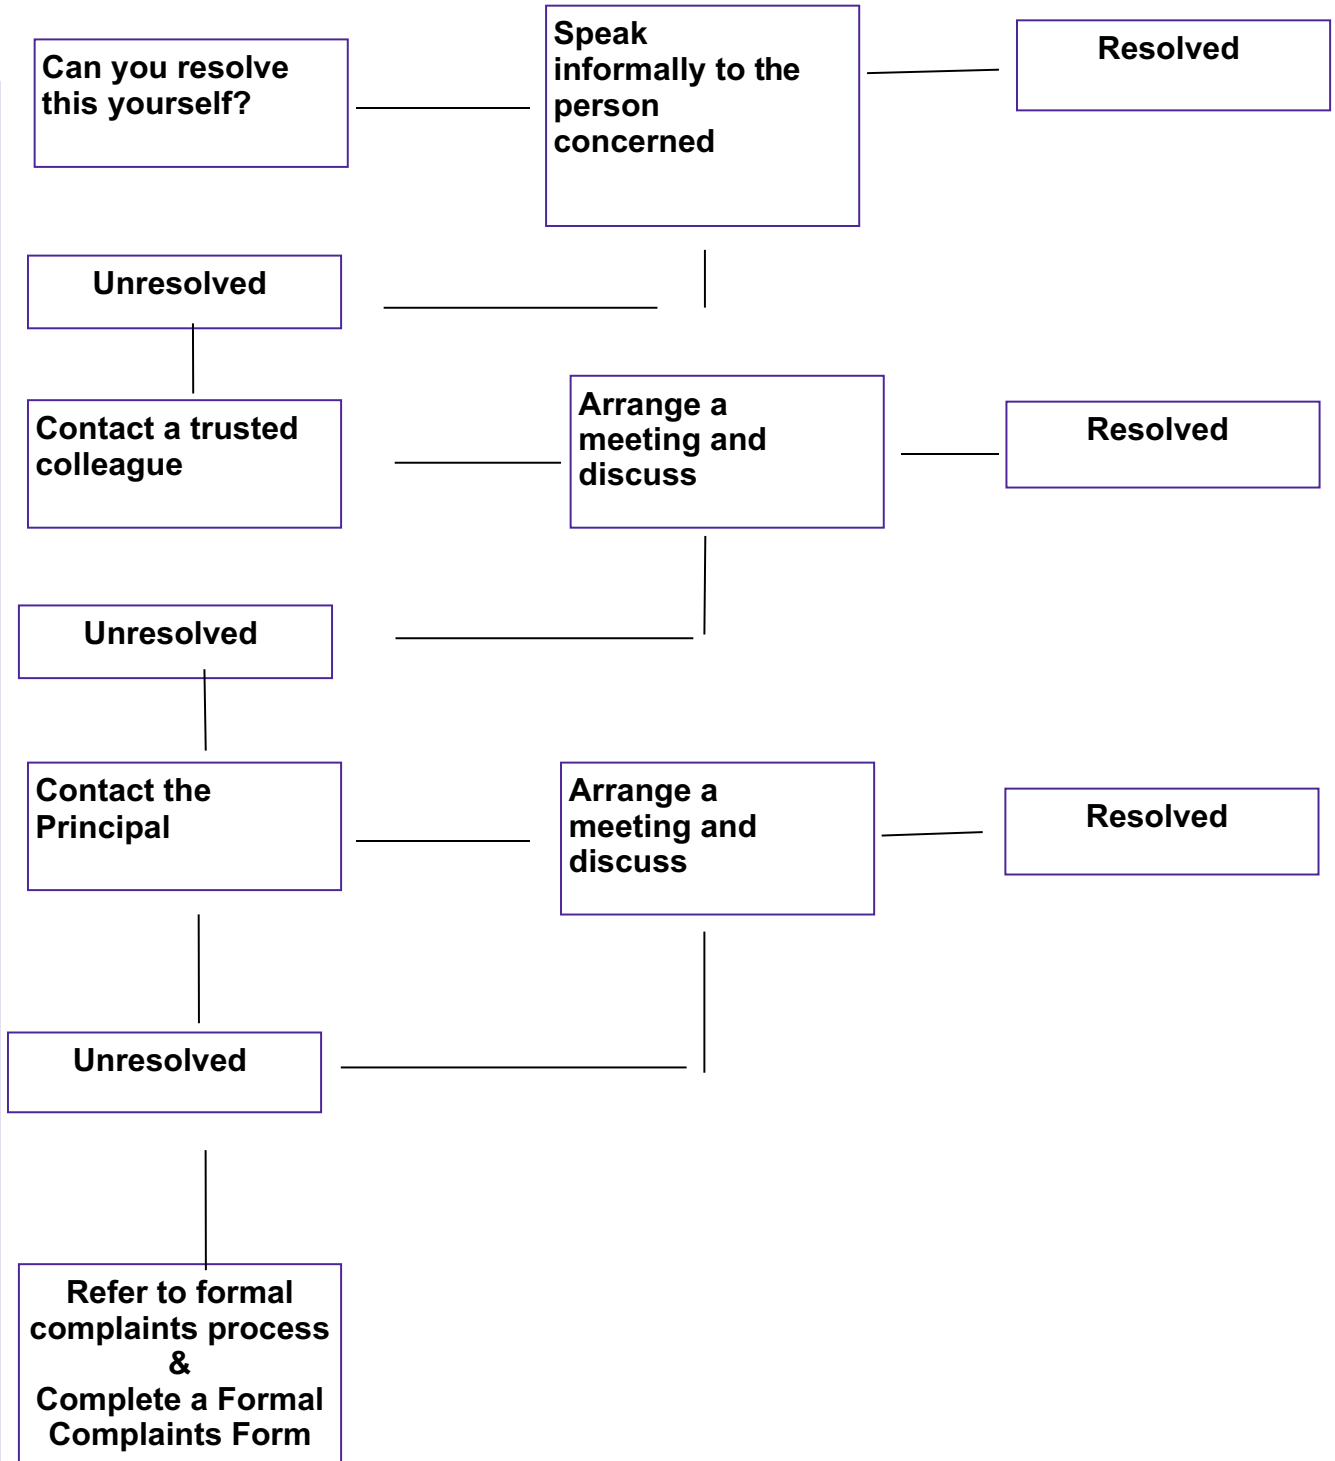 Can you resolve
this yourself?
Speak
informally to the
person
concerned
Resolved
Unresolved
Contact a trusted
colleague
Arrange a
meeting and
discuss
Resolved
Unresolved
Contact the
Principal
Arrange a
meeting and
discuss
Resolved
Unresolved
Refer to formal
complaints process
&
Complete a Formal
Complaints Form